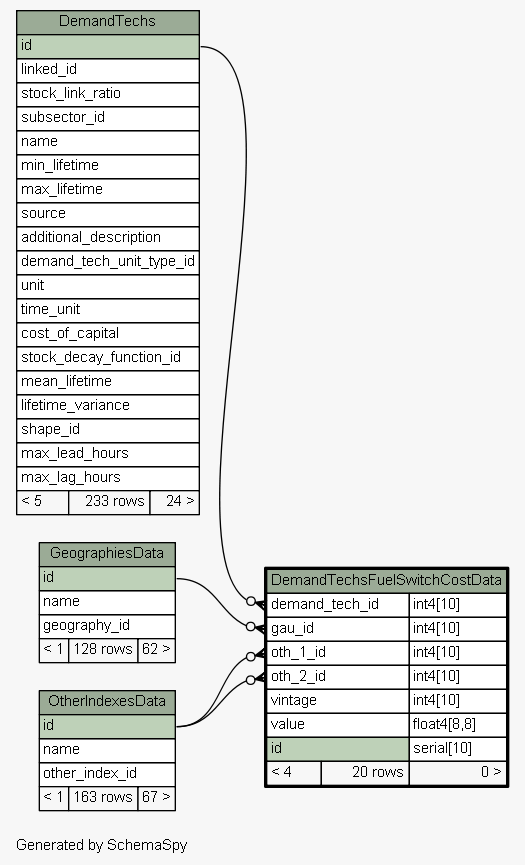 DemandTechs
id
linked_id
stock_link_ratio
subsector_id
name
min_lifetime
max_lifetime
source
additional_description
demand_tech_unit_type_id
unit
time_unit
cost_of_capital
stock_decay_function_id
mean_lifetime
lifetime_variance
shape_id
max_lead_hours
max_lag_hours
< 5 233 rows 24 >
GeographiesData
id
name
geography_id
< 1 128 rows 62 >
OtherIndexesData
id
name
other_index_id
< 1 163 rows 67 >
DemandTechsFuelSwitchCostData
demand_tech_id int4[10]
gau_id int4[10]
oth_1_id int4[10]
oth_2_id int4[10]
vintage int4[10]
value float4[8,8]
id serial[10]
< 4 20 rows 0 >
Generated by SchemaSpy